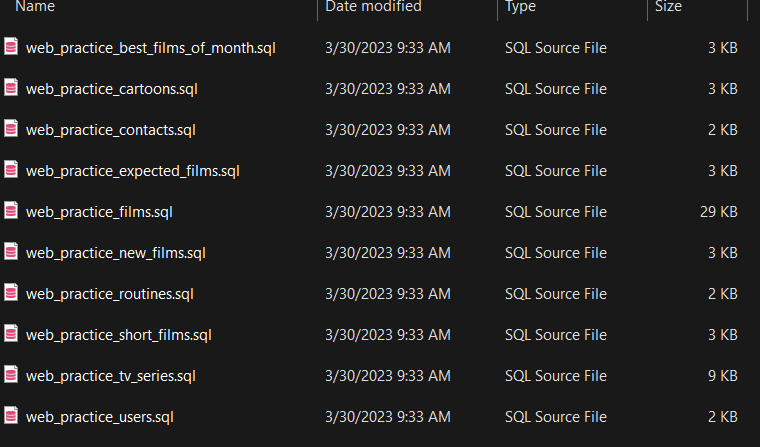 Name Date modified Type Size
web_practice_best_films_of_month.sql 3/30/2023 9:33 AM SQL Source File 3 KB
web_practice_cartoons.sql 3/30/2023 9:33 AM SQL Source File 3 KB
web_practice_contacts.sql 3/30/2023 9:33 AM SQL Source File 2 KB
web_practice_expected_films.sql 3/30/2023 9:33 AM SQL Source File 3 KB
web_practice_films.sql 3/30/2023 9:33 AM SQL Source File 29 KB
web_practice_new_films.sql 3/30/2023 9:33 AM SQL Source File 3 KB
web_practice_routines.sql 3/30/2023 9:33 AM SQL Source File 2 KB
web_practice_short_films.sql 3/30/2023 9:33 AM SQL Source File 3 KB
web_practice_tv_series.sql 3/30/2023 9:33 AM SQL Source File 9 KB
web_practice_users.sql 3/30/2023 9:33 AM SQL Source File 2 KB